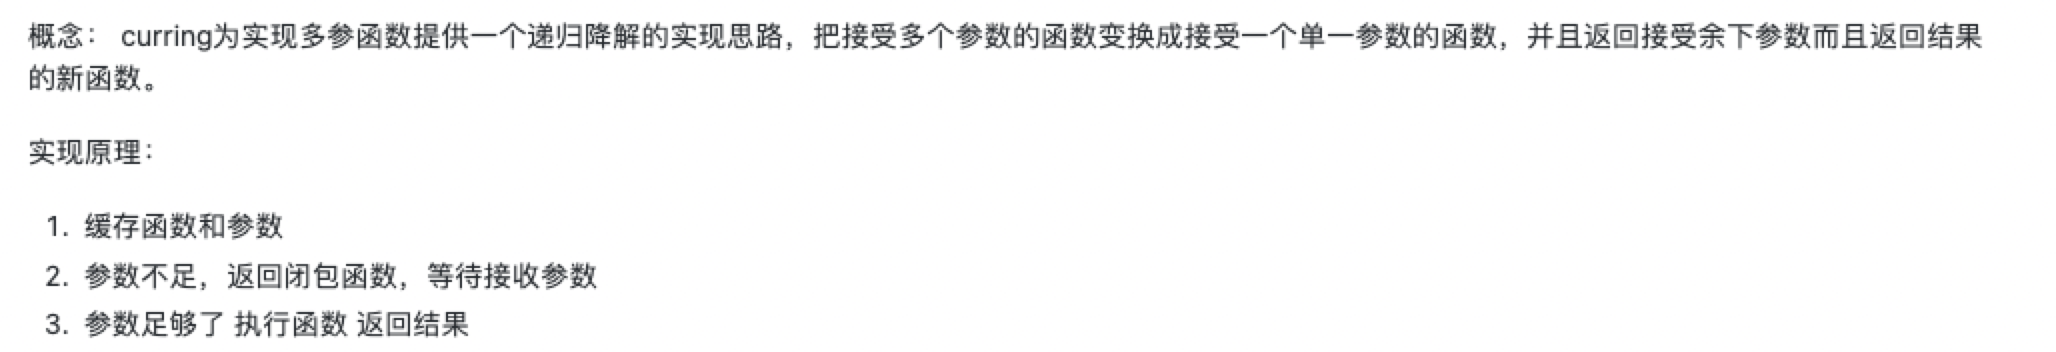 概念： curring为实现多参函数提供一个递归降解的实现思路，把接受多个参数的函数变换成接受一个单一参数的函数，并且返回接受余下参数而且返回结果
的新函数。
实现原理：
1. 缓存函数和参数
2. 参数不足，返回闭包函数，等待接收参数
3. 参数足够了 执行函数 返回结果